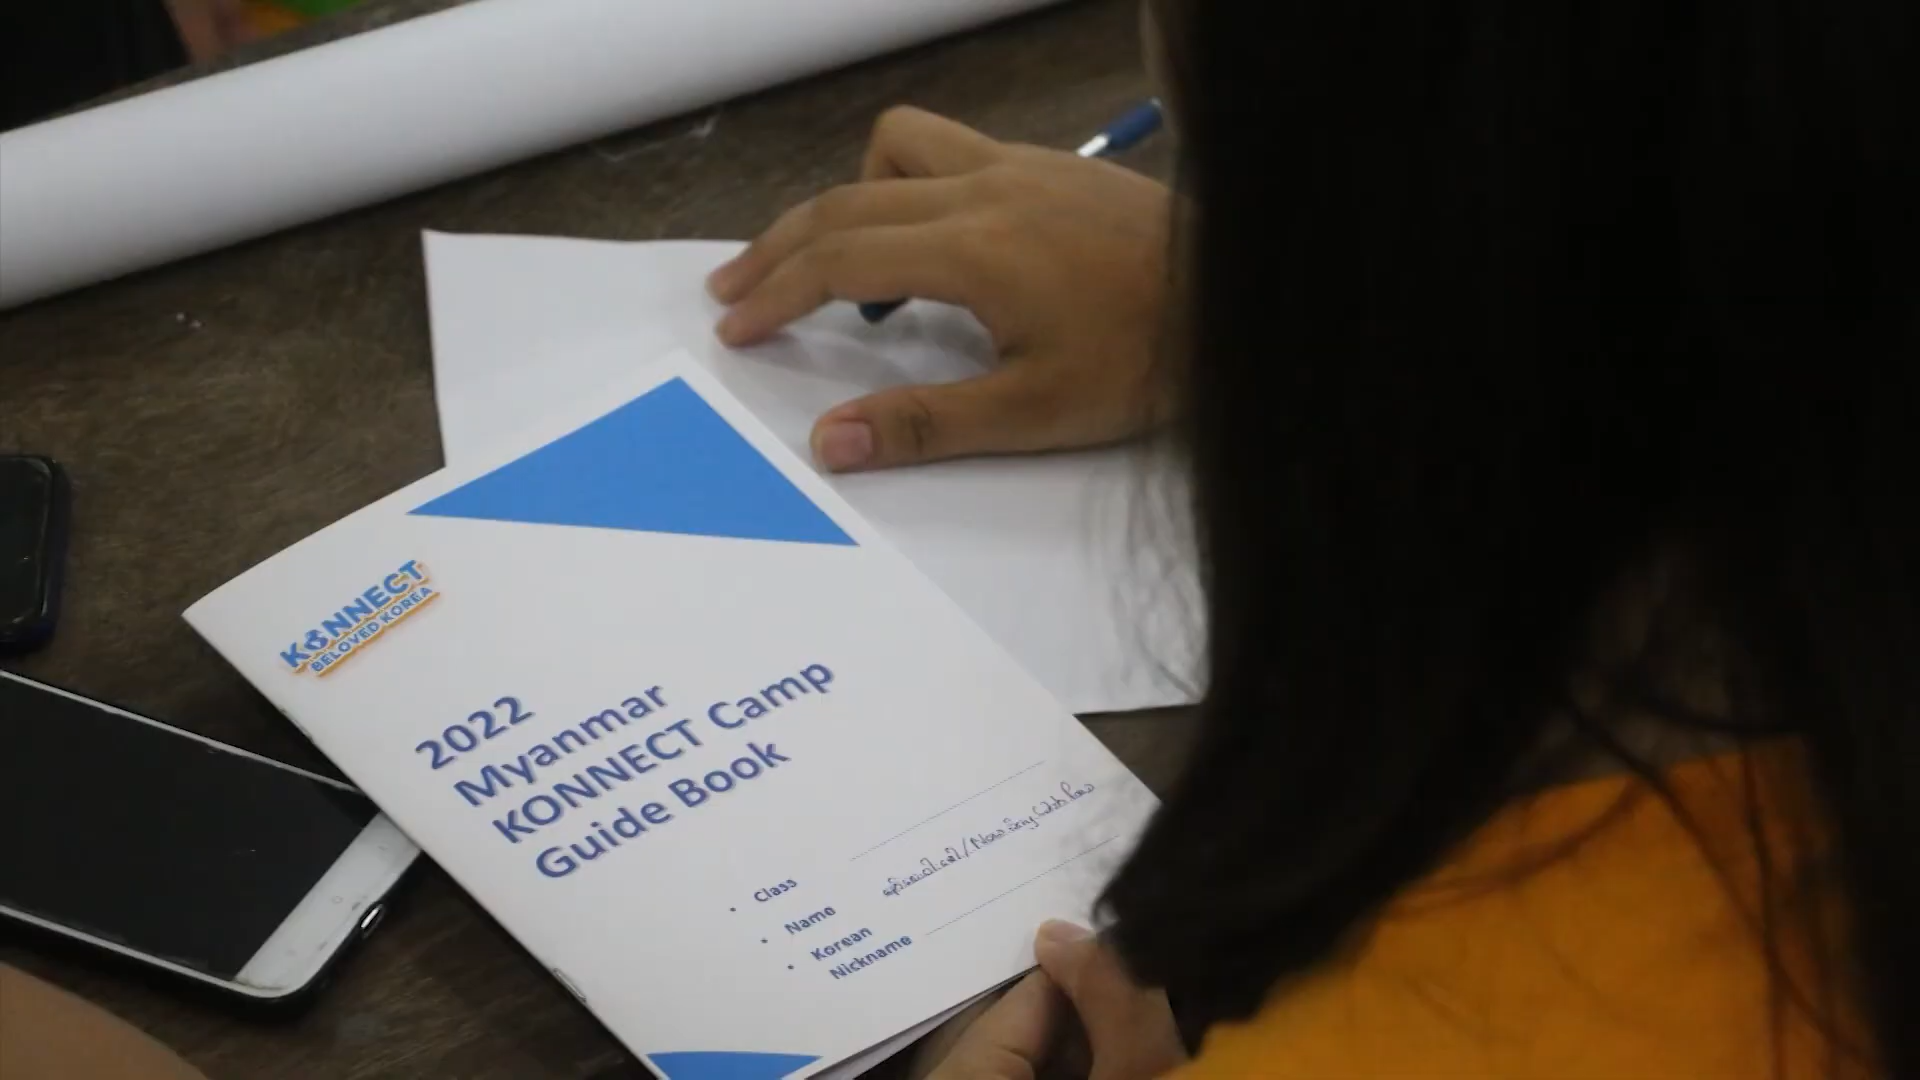 KONNECT
BELOVED KOREA
2022
Myanmar
KONNECT Camp
Guide Book
• Class
• Name
• Korean
Nickname